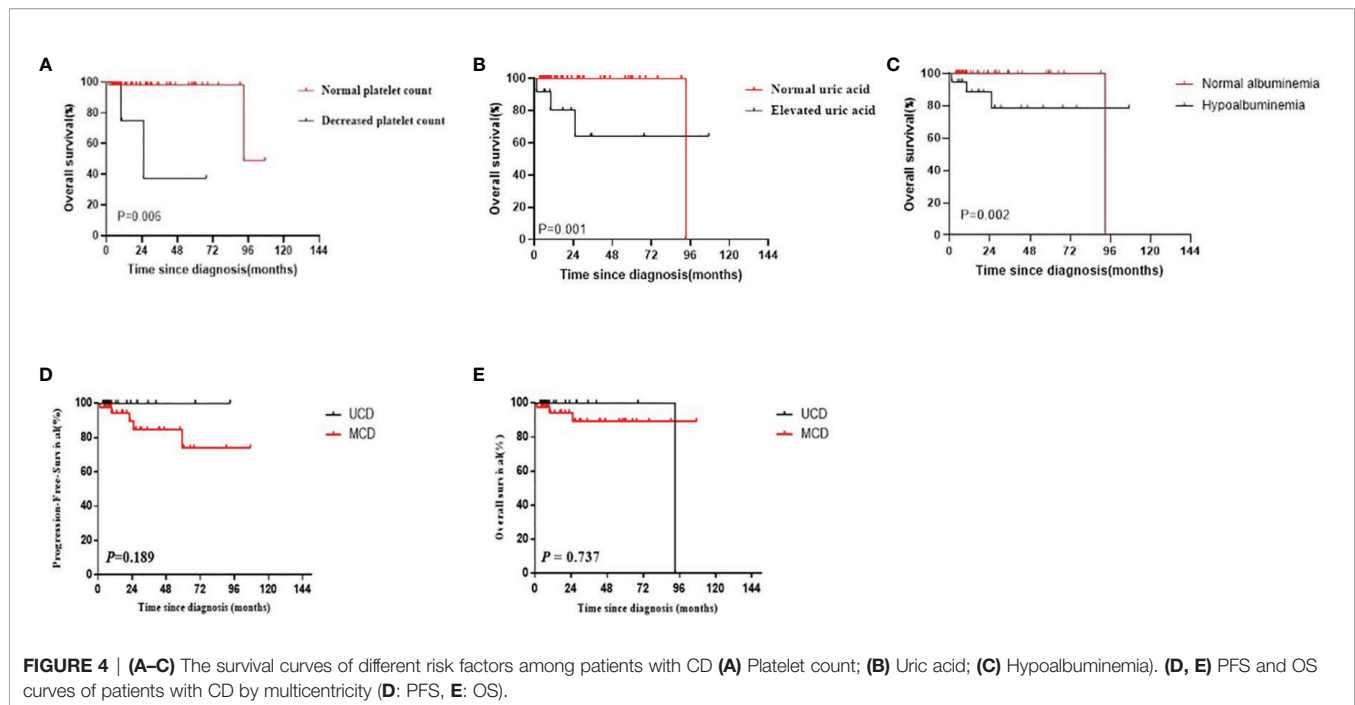 A
Overall survival(%)
100
80
60
40
20
0
P=0.006
0 24 48 72 96 120 144
Time since diagnosis(months)
Normal platelet count
Decreased platelet count
B
Overall survival(%)
100
80
60
40
20
0
P=0.001
0 24 48 72 96 120 144
Time since diagnosis(months)
Normal uric acid
Elevated uric acid
C
Overall survival(%)
100
80
60
40
20
0
P=0.002
0 24 48 72 96 120 144
Time since diagnosis(months)
Normal albuminemia
Hypoalbuminemia
D
Progression-Free-Survival(%)
100
80
60
40
20
0
P=0.189
0 24 48 72 96 120 144
Time since diagnosis (months)
UCD
MCD
E
Overall survival(%)
100
80
60
40
20
0
P = 0.737
0 24 48 72 96 120 144
Time since diagnosis (months)
UCD
MCD
FIGURE 4 | (A–C) The survival curves of different risk factors among patients with CD (A) Platelet count; (B) Uric acid; (C) Hypoalbuminemia). (D, E) PFS and OS
curves of patients with CD by multicentricity (D: PFS, E: OS).